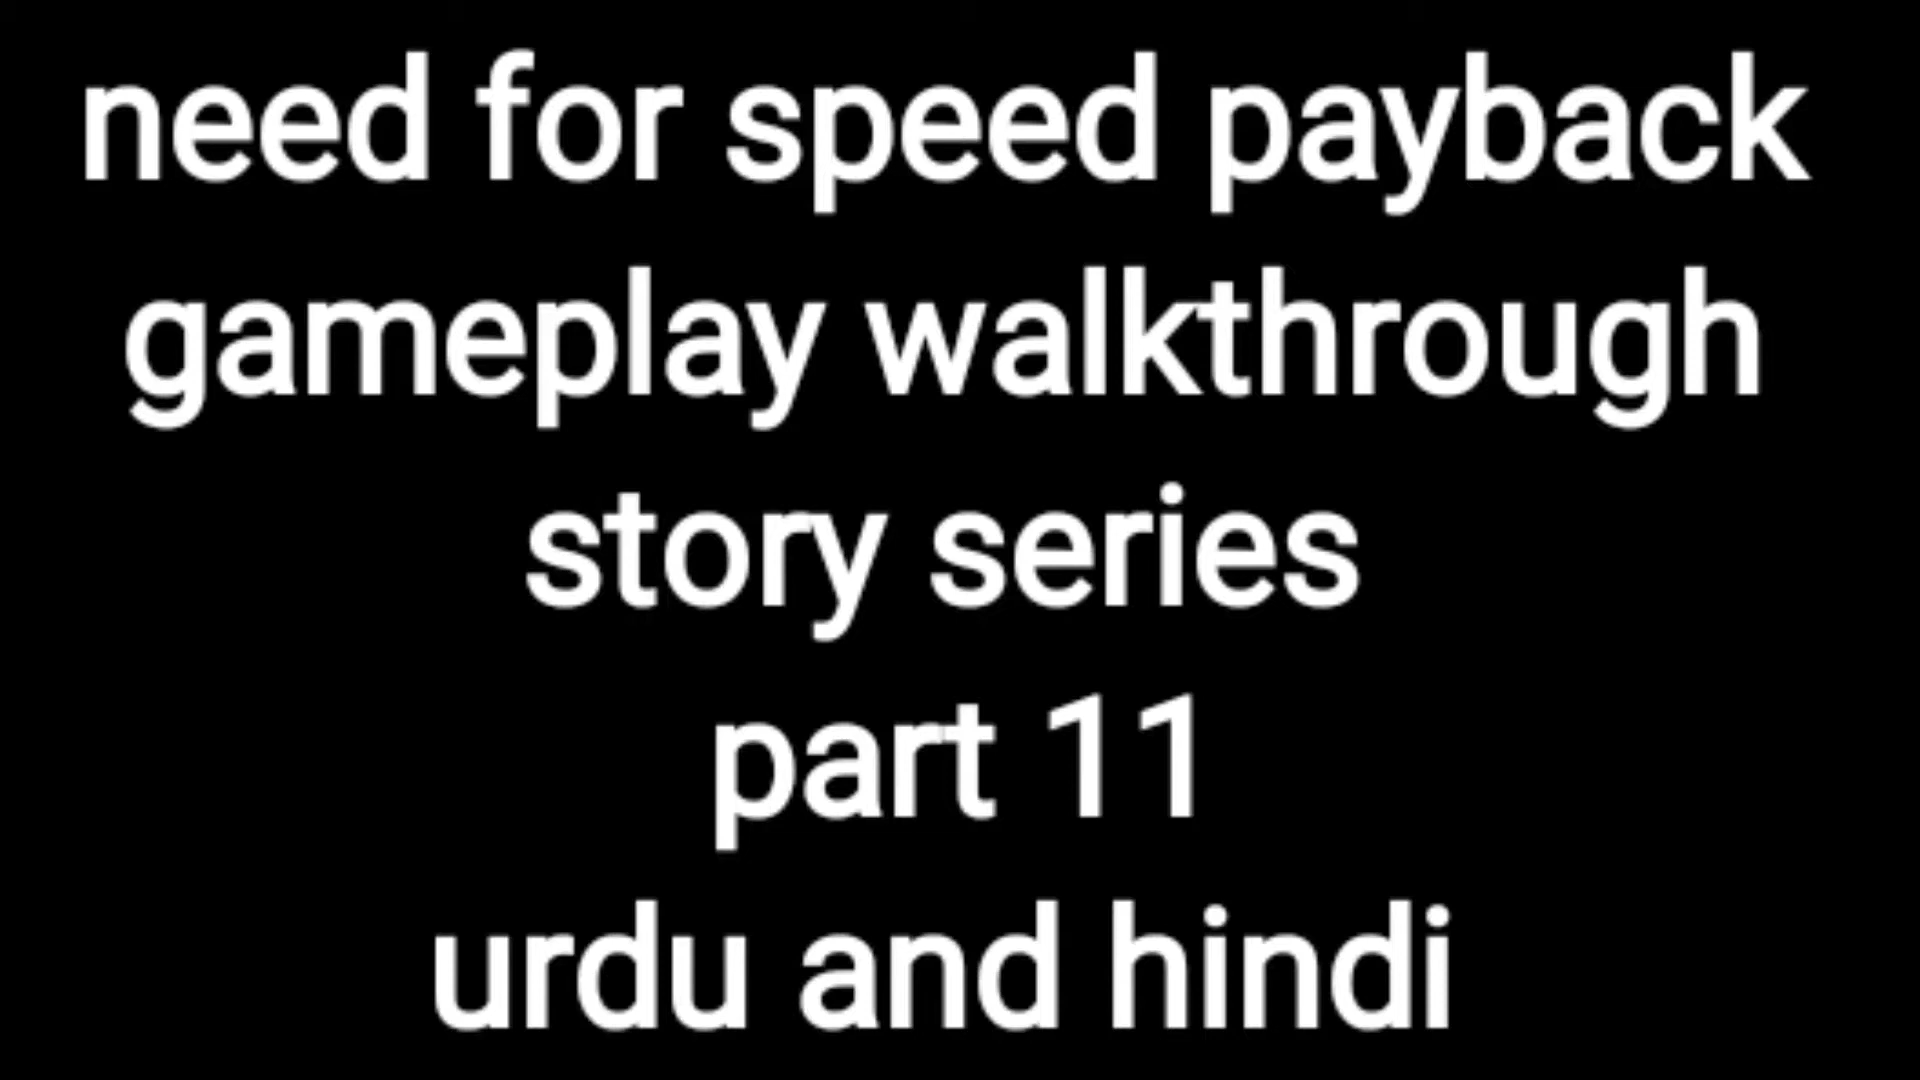 need for speed payback
gameplay walkthrough
story series
part 11
urdu and hindi